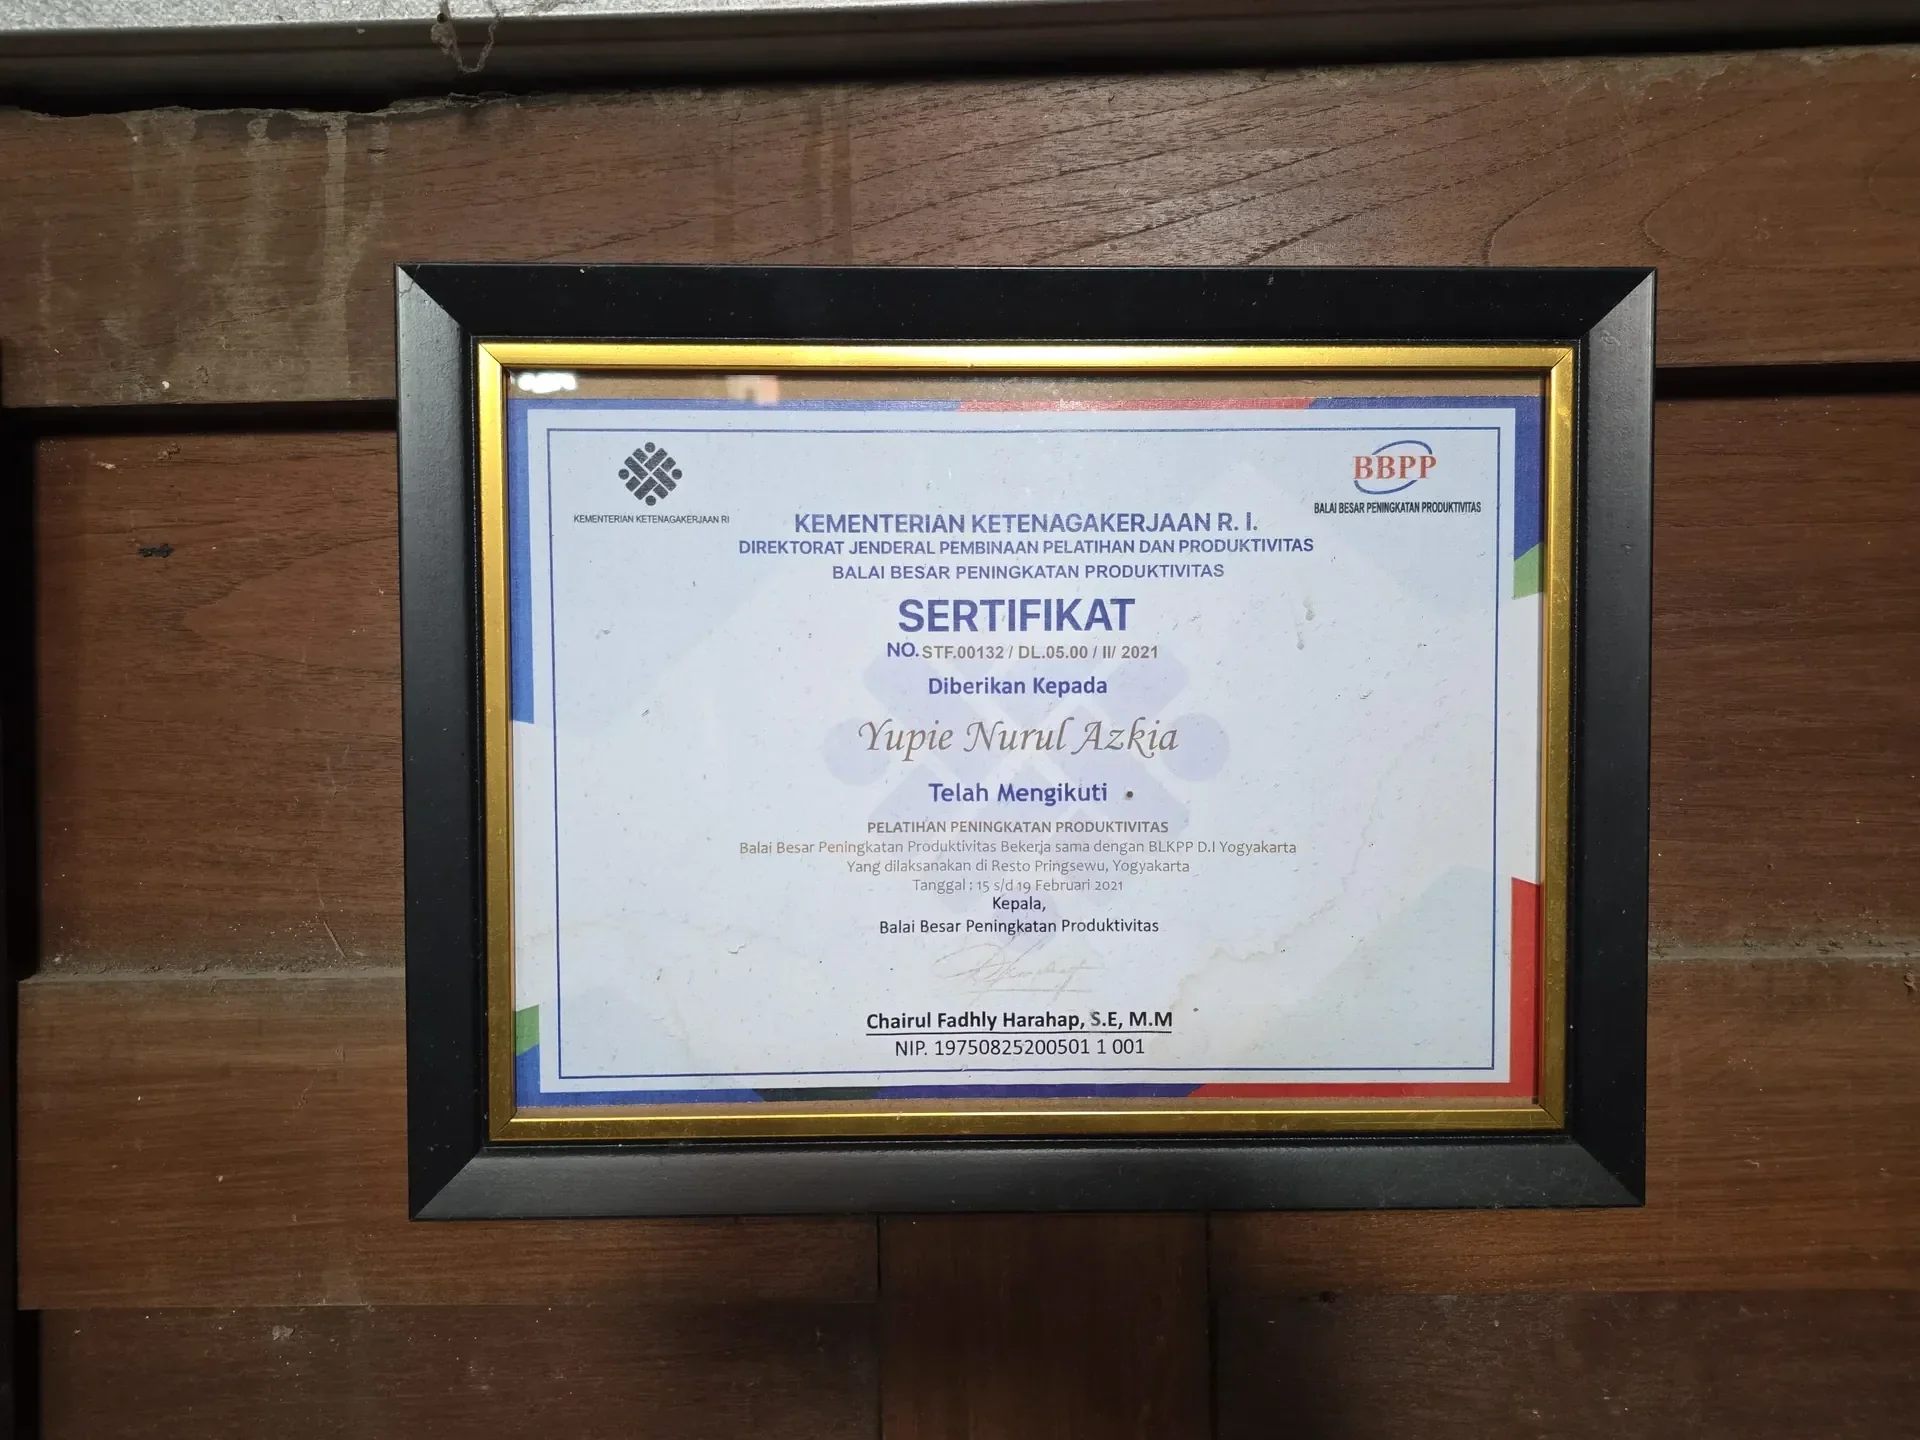 KEMENTERIAN KETENAGAKERJAAN RI
BBPP
BALAI BESAR PENINGKATAN PRODUKTIVITAS
KEMENTERIAN KETENAGAKERJAAN R. I.
DIREKTORAT JENDERAL PEMBINAAN PELATIHAN DAN PRODUKTIVITAS
BALAI BESAR PENINGKATAN PRODUKTIVITAS
SERTIFIKAT
NO. STF.00132 / DL.05.00 / II/ 2021
Diberikan Kepada
Yupie Nurul Azkia
Telah Mengikuti
PELATIHAN PENINGKATAN PRODUKTIVITAS
Balai Besar Peningkatan Produktivitas Bekerja sama dengan BLKPP D.I Yogyakarta
Yang dilaksanakan di Resto Pringsewu, Yogyakarta
Tanggal : 15 s/d 19 Februari 2021
Kepala,
Balai Besar Peningkatan Produktivitas
Chairul Fadhly Harahap, S.E, M.M
NIP. 19750825200501 1 001